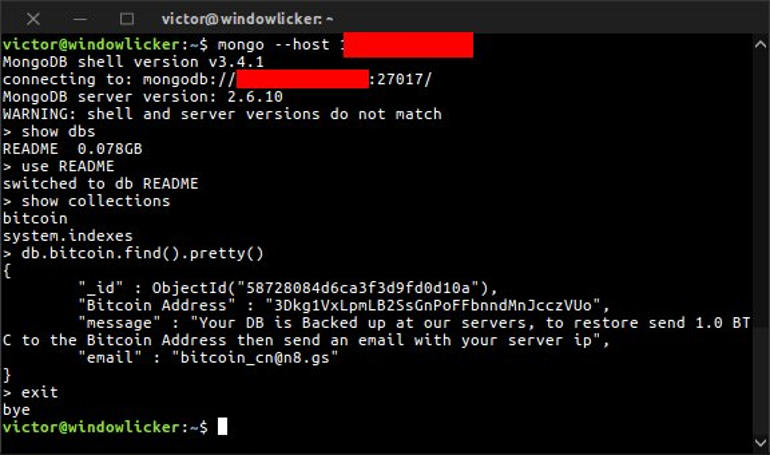 victor@windowlicker: ~
victor@windowlicker:~$ mongo --host
MongoDB shell version v3.4.1
connecting to: mongodb://:27017/
MongoDB server version: 2.6.10
WARNING: shell and server versions do not match
> show dbs
README  0.078GB
> use README
switched to db README
> show collections
bitcoin
system.indexes
> db.bitcoin.find().pretty()
{
        "_id" : ObjectId("58728084d6ca3f3d9fd0d10a"),
        "Bitcoin Address" : "3Dkg1VxLpmLB2SsGnPoFFbnndMnJcczVUo",
        "message" : "Your DB is Backed up at our servers, to restore send 1.0 BT
C to the Bitcoin Address then send an email with your server ip",
        "email" : "bitcoin_cn@n8.gs"
}
> exit
bye
victor@windowlicker:~$